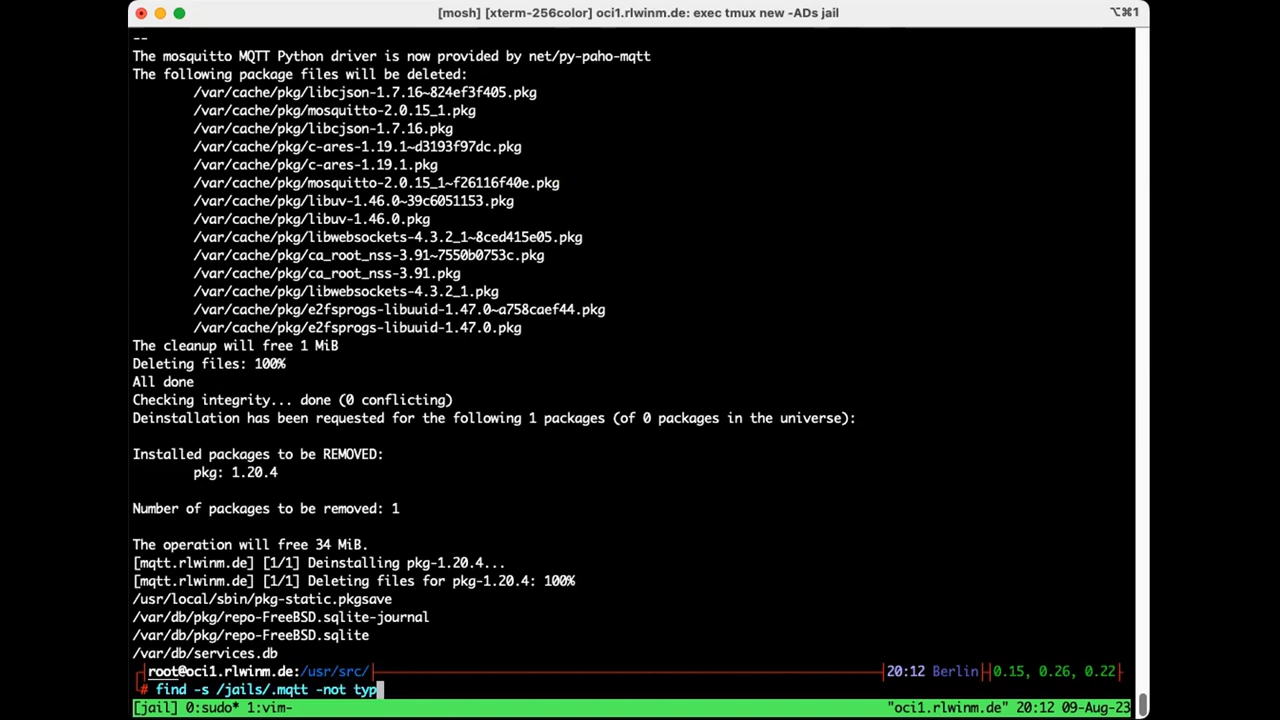 [mosh] [xterm-256color] oci1.rlwinm.de: exec tmux new -ADs jail ⌥⌘1
--
The mosquitto MQTT Python driver is now provided by net/py-paho-mqtt
The following package files will be deleted:
/var/cache/pkg/libcjson-1.7.16~824ef3f405.pkg
/var/cache/pkg/mosquitto-2.0.15_1.pkg
/var/cache/pkg/libcjson-1.7.16.pkg
/var/cache/pkg/c-ares-1.19.1~d3193f97dc.pkg
/var/cache/pkg/c-ares-1.19.1.pkg
/var/cache/pkg/mosquitto-2.0.15_1~f26116f40e.pkg
/var/cache/pkg/libuv-1.46.0~39c6051153.pkg
/var/cache/pkg/libuv-1.46.0.pkg
/var/cache/pkg/libwebsockets-4.3.2_1~8ced415e05.pkg
/var/cache/pkg/ca_root_nss-3.91~7550b0753c.pkg
/var/cache/pkg/ca_root_nss-3.91.pkg
/var/cache/pkg/libwebsockets-4.3.2_1.pkg
/var/cache/pkg/e2fsprogs-libuuid-1.47.0~a758caef44.pkg
/var/cache/pkg/e2fsprogs-libuuid-1.47.0.pkg
The cleanup will free 1 MiB
Deleting files: 100%
All done
Checking integrity... done (0 conflicting)
Deinstallation has been requested for the following 1 packages (of 0 packages in the universe):
Installed packages to be REMOVED:
pkg: 1.20.4
Number of packages to be removed: 1
The operation will free 34 MiB.
[mqtt.rlwinm.de] [1/1] Deinstalling pkg-1.20.4...
[mqtt.rlwinm.de] [1/1] Deleting files for pkg-1.20.4: 100%
/usr/local/sbin/pkg-static.pkgsave
/var/db/pkg/repo-FreeBSD.sqlite-journal
/var/db/pkg/repo-FreeBSD.sqlite
/var/db/services.db
root@oci1.rlwinm.de:/usr/src/ 20:12 Berlin 0.15, 0.26, 0.22
# find -s /jails/.mqtt -not typ
[jail] 0:sudo* 1:vim- "oci1.rlwinm.de" 20:12 09-Aug-23